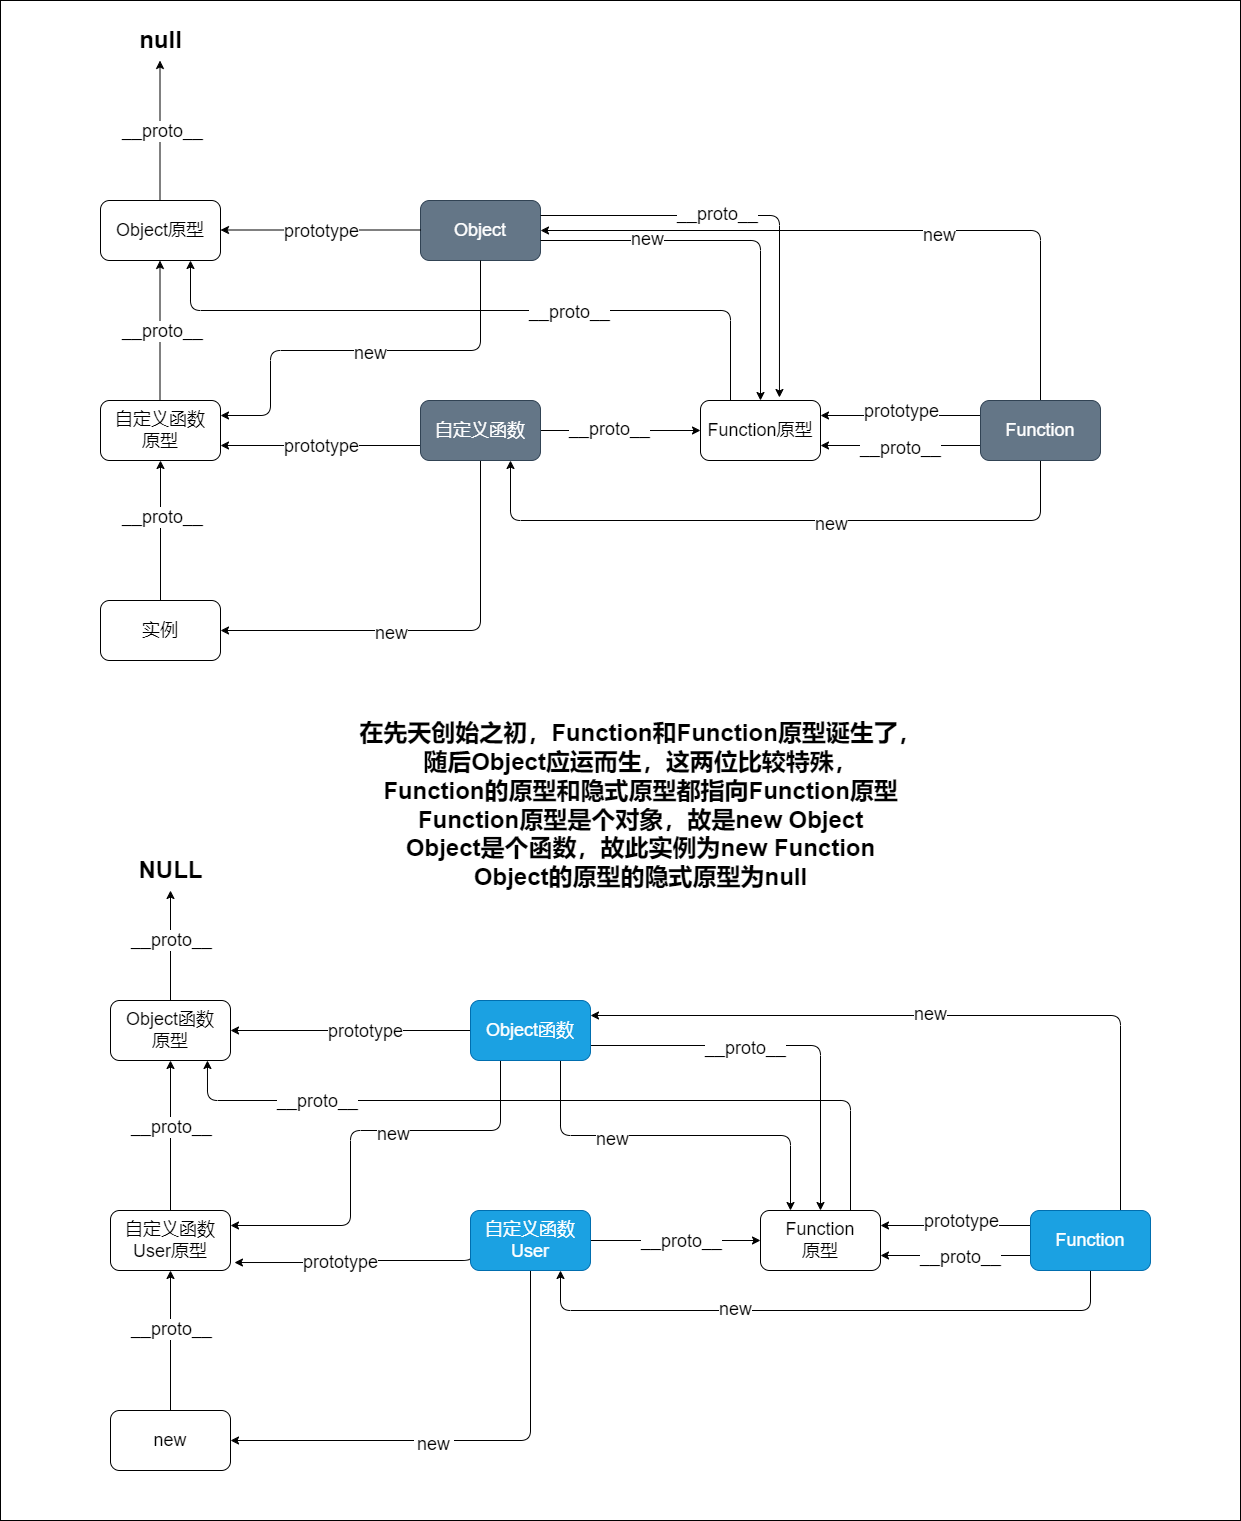 null
__proto__
Object原型
prototype
Object
__proto__
new
new
__proto__
__proto__
new
自定义函数
原型
prototype
自定义函数
__proto__
Function原型
prototype
__proto__
Function
__proto__
new
实例
new
在先天创始之初，Function和Function原型诞生了，
随后Object应运而生，这两位比较特殊，
Function的原型和隐式原型都指向Function原型
Function原型是个对象，故是new Object
Object是个函数，故此实例为new Function
Object的原型的隐式原型为null
NULL
__proto__
Object函数
原型
prototype
Object函数
new
__proto__
__proto__
__proto__
new
new
自定义函数
User原型
prototype
自定义函数
User
__proto__
Function
原型
prototype
__proto__
Function
new
__proto__
new
new